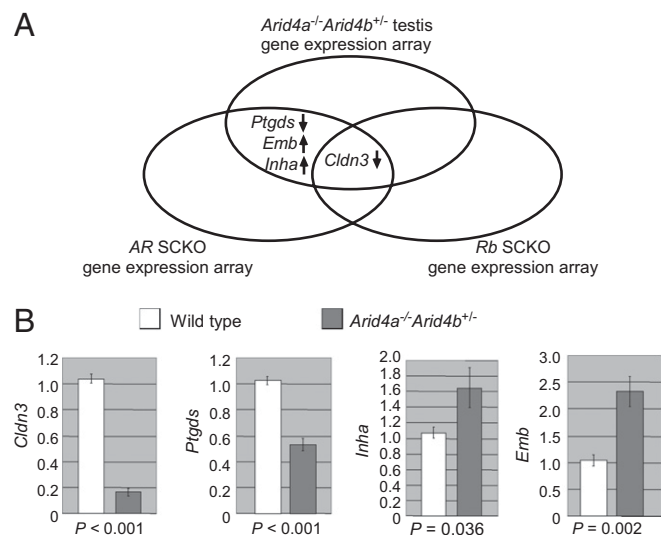 A
Arid4a-/-Arid4b+/- testis
gene expression array
Ptgds ↓
Emb ↑
Inha ↑
Cldn3 ↓
AR SCKO
gene expression array
Rb SCKO
gene expression array
B
Wild type
Arid4a-/-Arid4b+/-
Cldn3
1.2
1.0
0.8
0.6
0.4
0.2
0
P < 0.001
Ptgds
1.2
1.0
0.8
0.6
0.4
0.2
0
P < 0.001
Inha
2.0
1.8
1.6
1.4
1.2
1.0
0.8
0.6
0.4
0.2
0
P = 0.036
Emb
3.0
2.5
2.0
1.5
1.0
0.5
0
P = 0.002